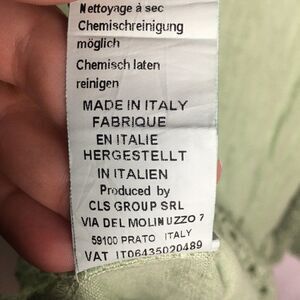 Nettoyage à sec
Chemischreinigung
möglich
Chemisch laten
reinigen
MADE IN ITALY
FABRIQUE
EN ITALIE
HERGESTELLT
IN ITALIEN
Produced by
CLS GROUP SRL
VIA DEL MOLINUZZO 7
59100 PRATO ITALY
VAT IT06435020489